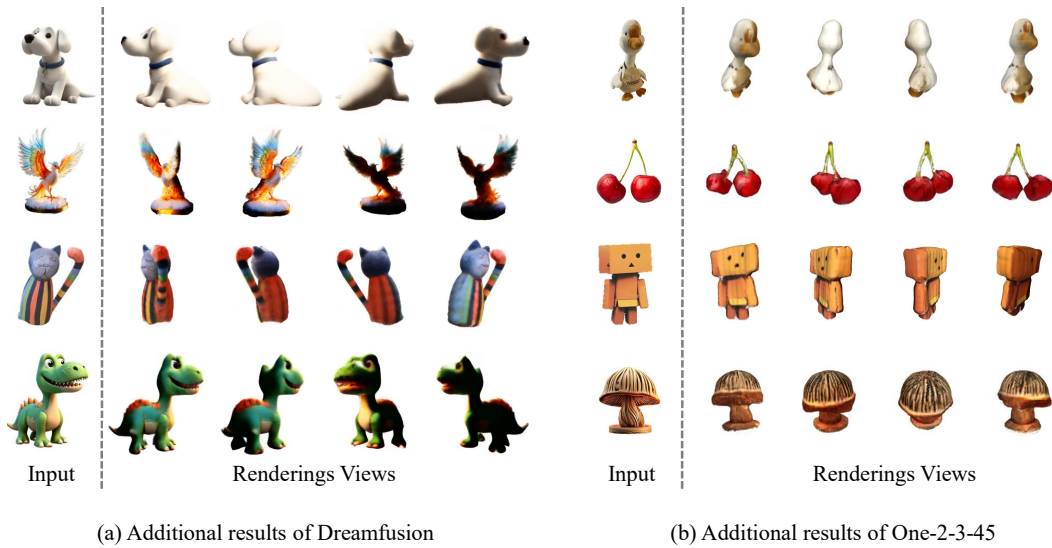 Input
Renderings Views
Input
Renderings Views
(a) Additional results of Dreamfusion
(b) Additional results of One-2-3-45